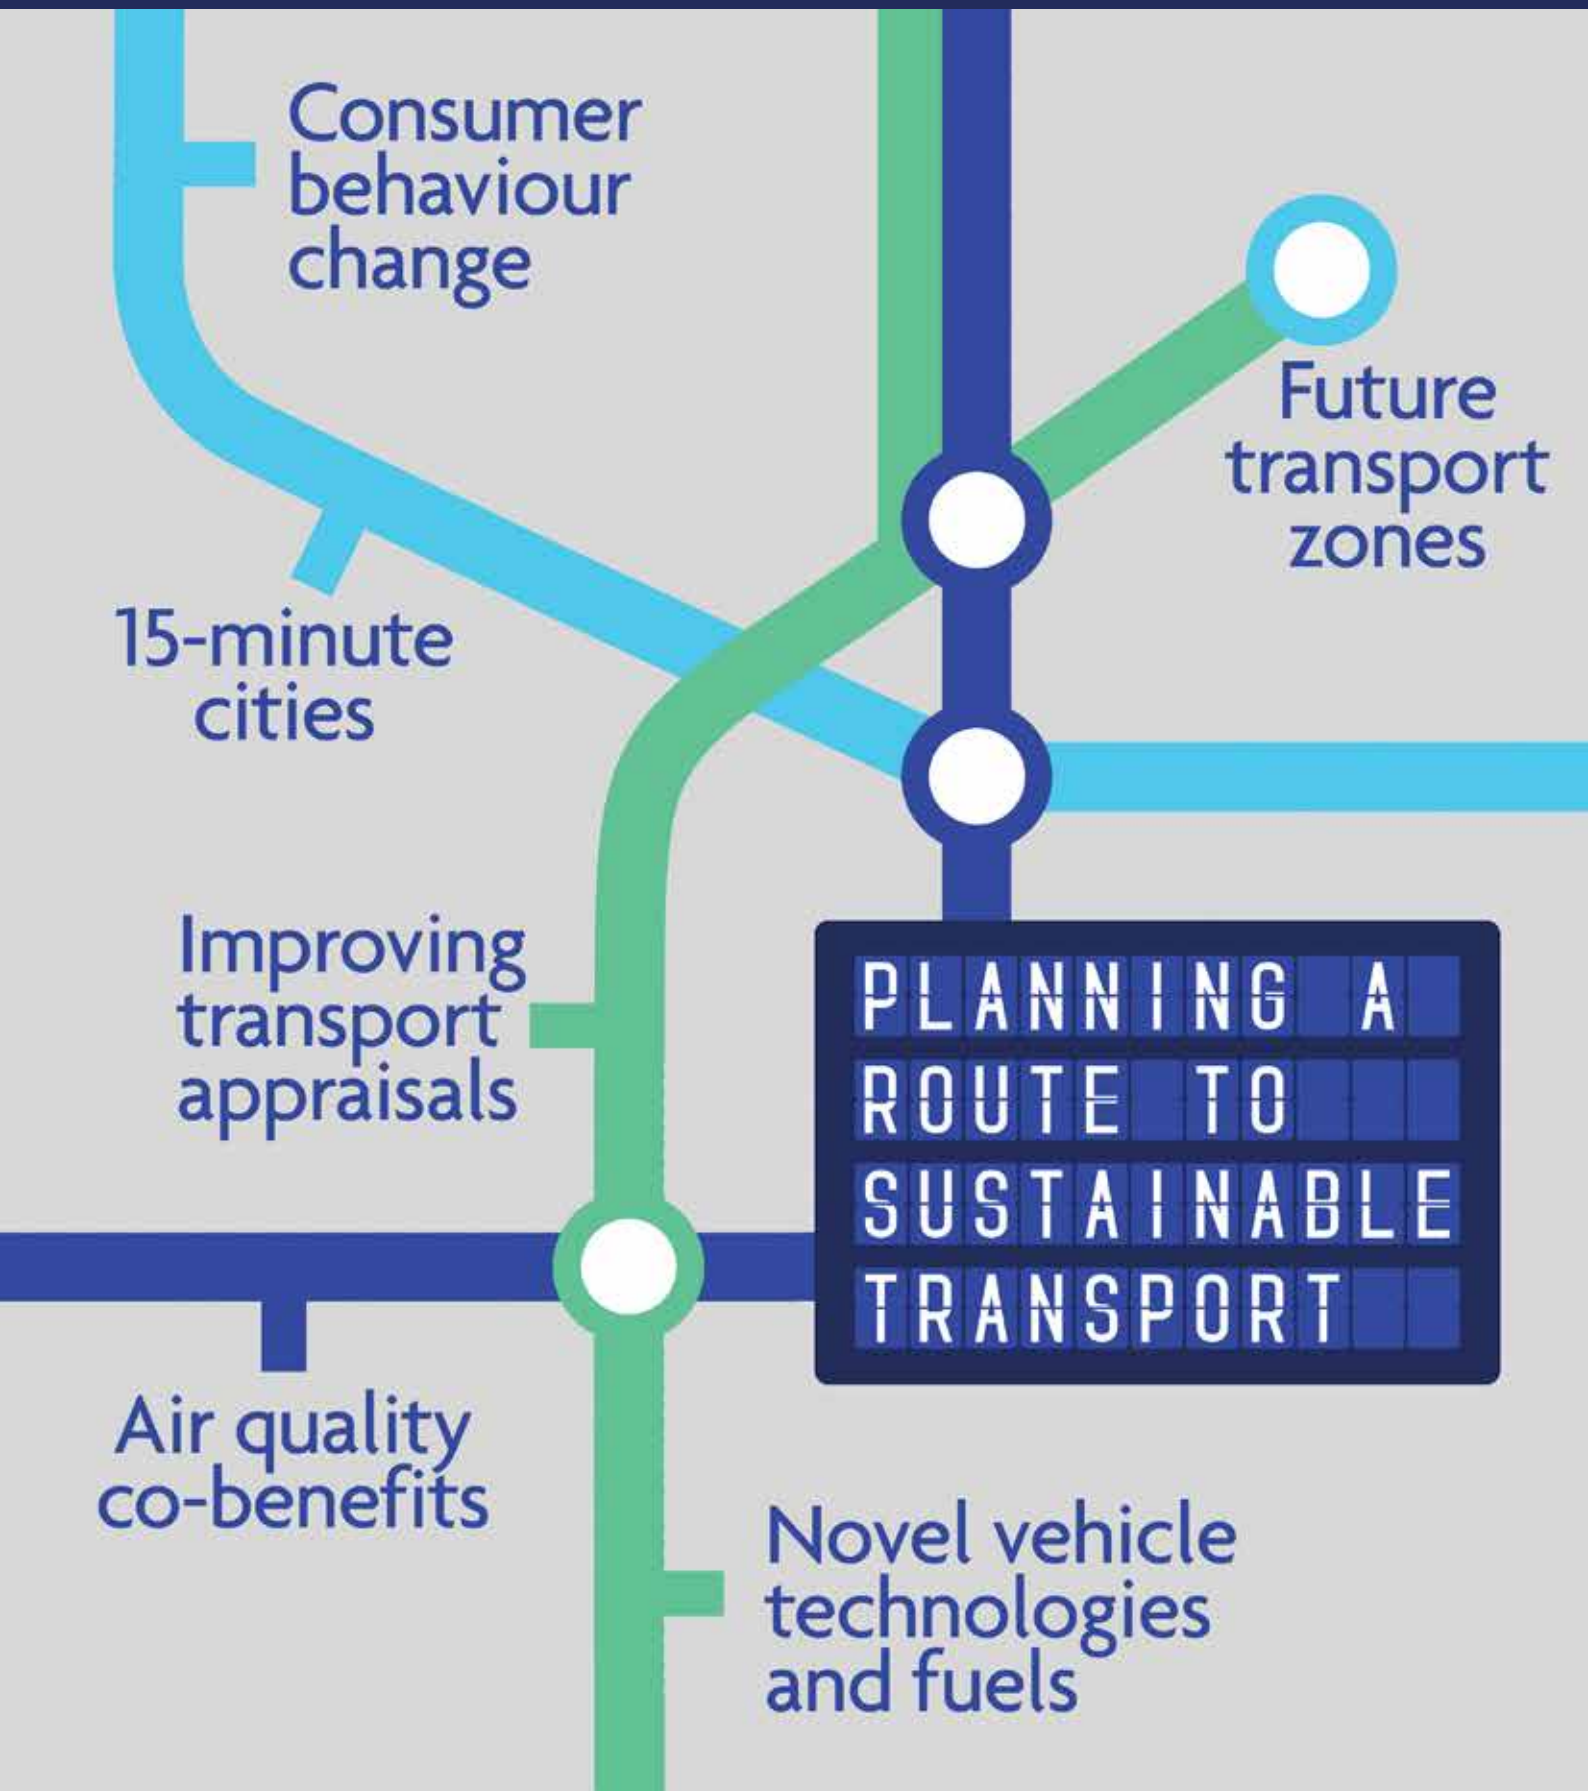 Consumer
behaviour
change
Future
transport
zones
15-minute
cities
Improving
transport
appraisals
PLANNING A
ROUTE TO
SUSTAINABLE
TRANSPORT
Air quality
co-benefits
Novel vehicle
technologies
and fuels